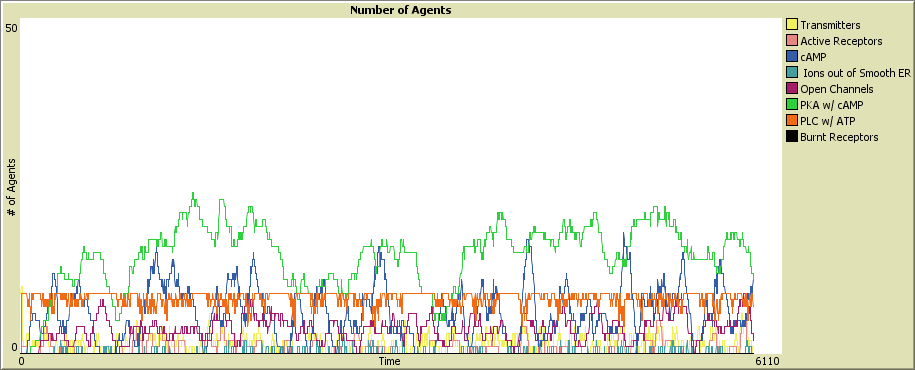 Number of Agents
50
# of Agents
0
0
Time
6110
Transmitters
Active Receptors
cAMP
Ions out of Smooth ER
Open Channels
PKA w/ cAMP
PLC w/ ATP
Burnt Receptors